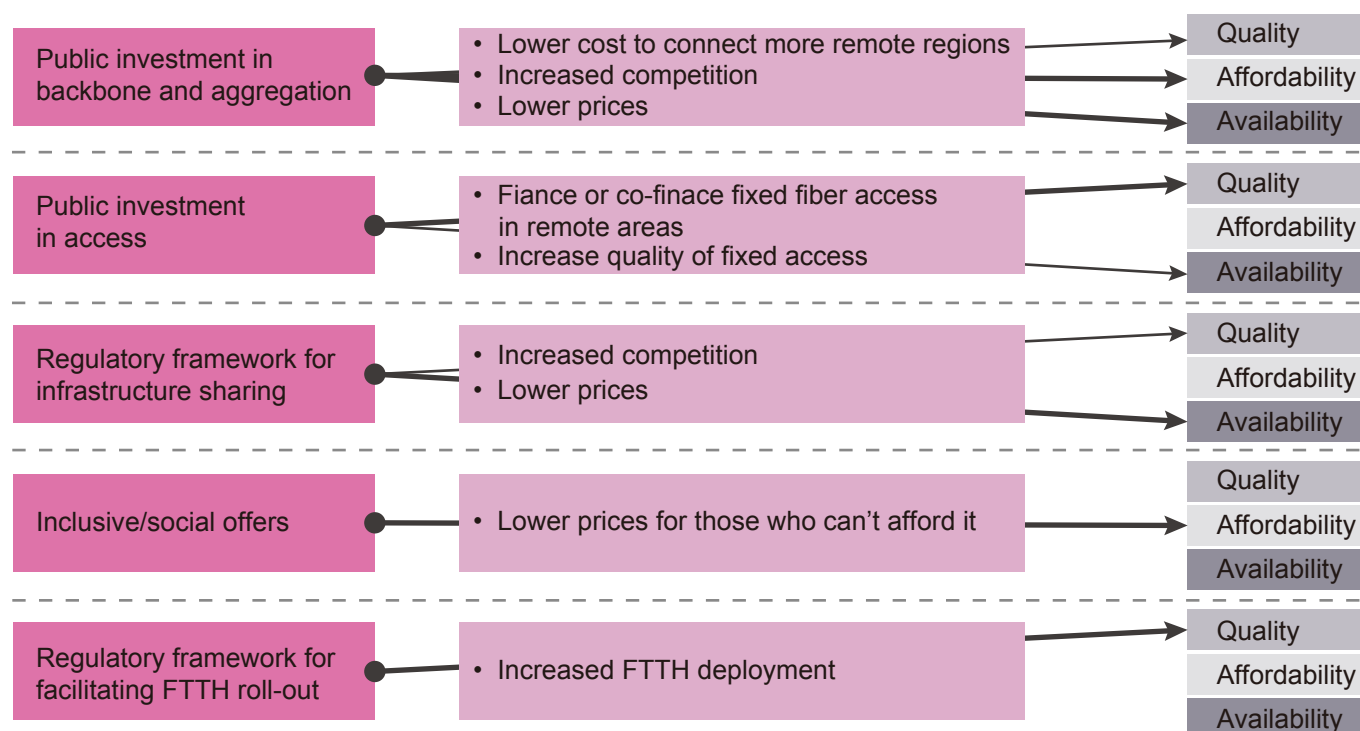 Public investment in
backbone and aggregation
• Lower cost to connect more remote regions
• Increased competition
• Lower prices
Quality
Affordability
Availability
Public investment
in access
• Fiance or co-finace fixed fiber access
in remote areas
• Increase quality of fixed access
Quality
Affordability
Availability
Regulatory framework for
infrastructure sharing
• Increased competition
• Lower prices
Quality
Affordability
Availability
Inclusive/social offers
• Lower prices for those who can’t afford it
Quality
Affordability
Availability
Regulatory framework for
facilitating FTTH roll-out
• Increased FTTH deployment
Quality
Affordability
Availability